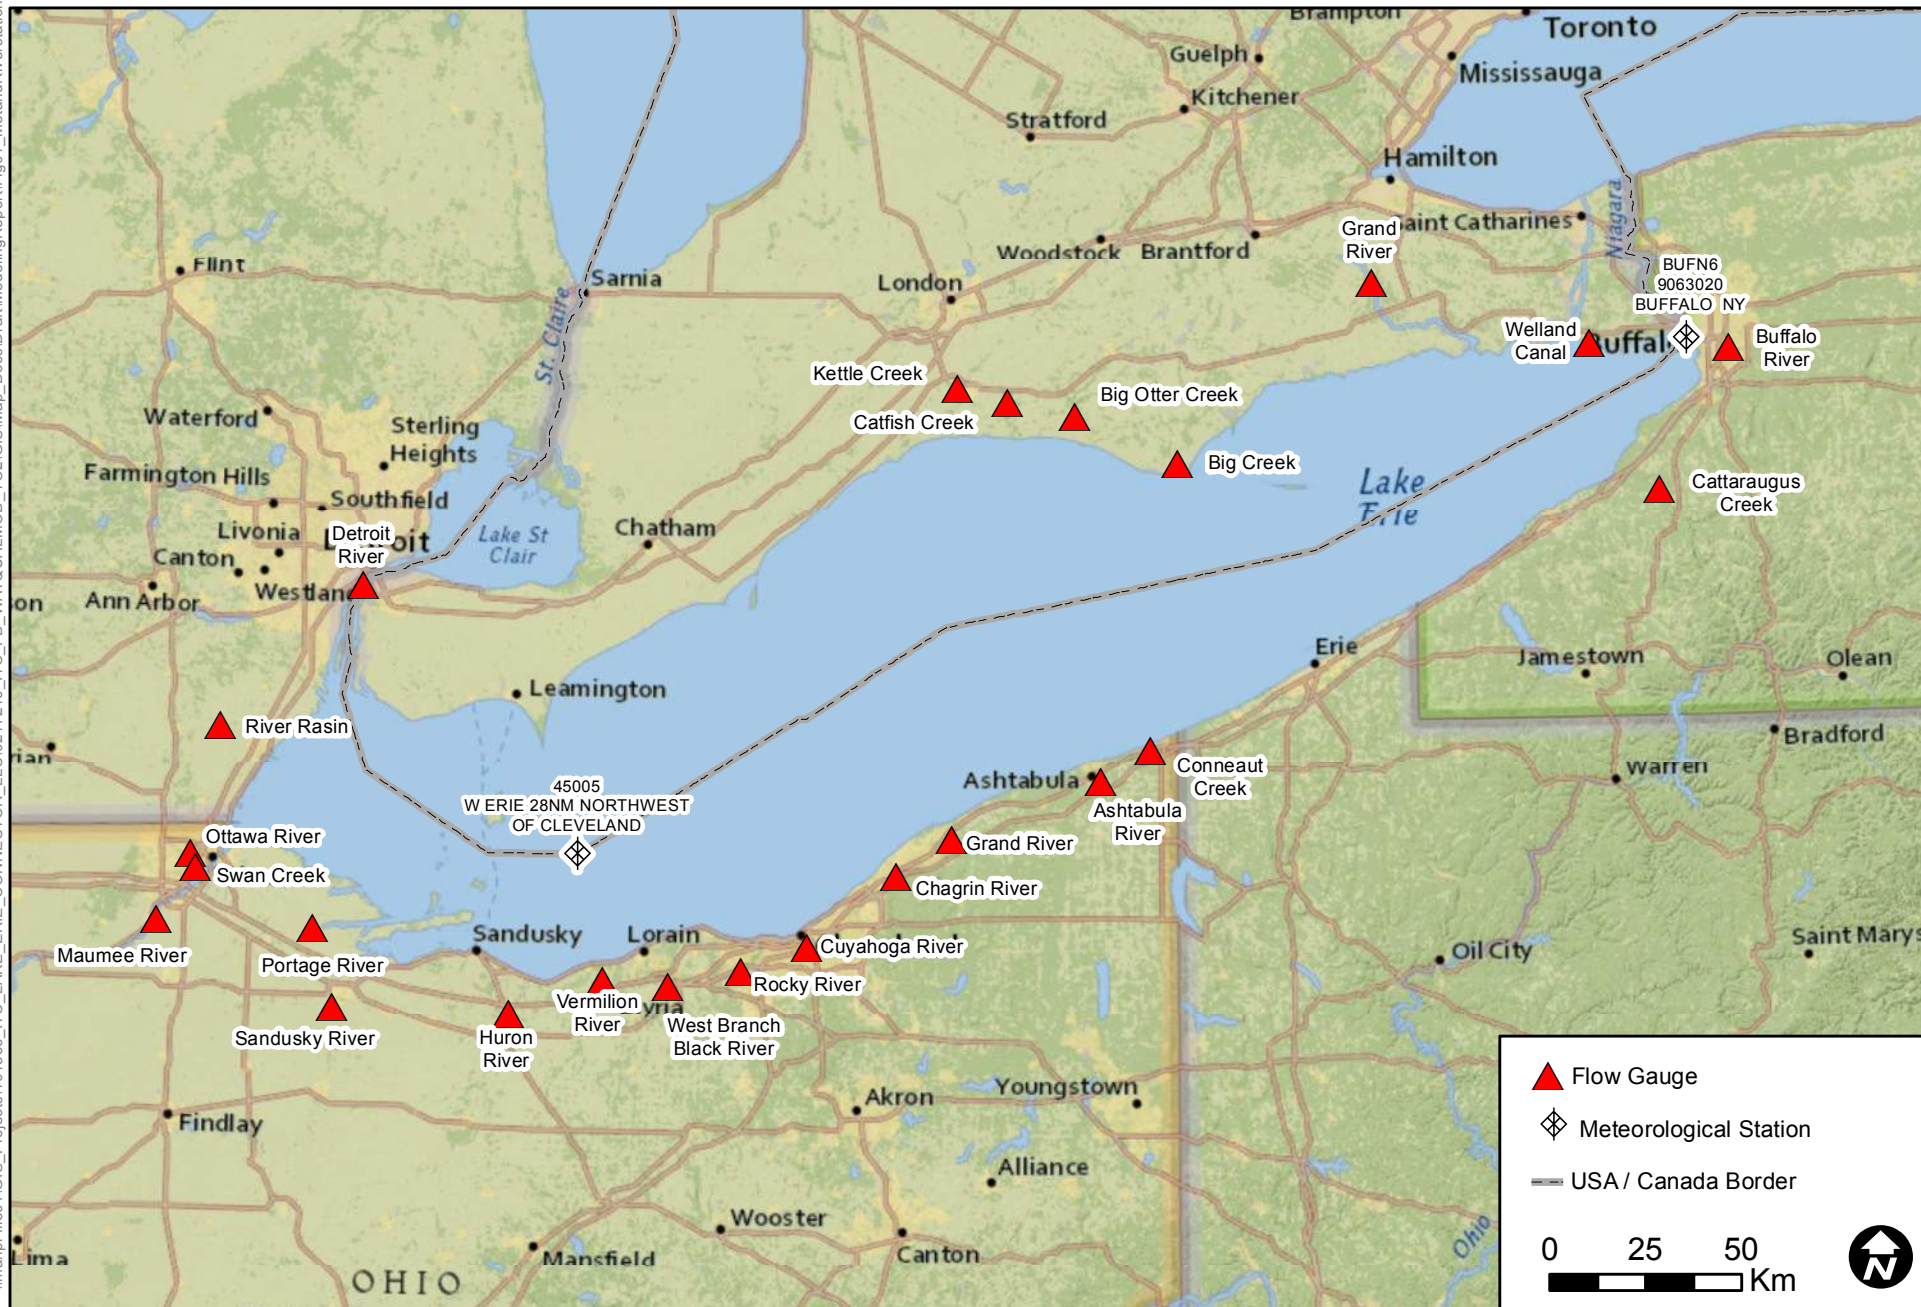 Brampton
Toronto
Guelph
Mississauga
Kitchener
Stratford
Hamilton
Niagara
Grand
River
Saint Catharines
Woodstock
Brantford
Flint
Sarnia
London
BUFN6
9063020
BUFFALO NY
St. Claire
Welland
Canal
Buffalo
Buffalo
River
Kettle Creek
Catfish Creek
Big Otter Creek
Waterford
Sterling
Heights
Big Creek
Farmington Hills
Southfield
Lake
Erie
Cattaraugus
Creek
Livonia
Detroit
River
Detroit
Lake St
Clair
Chatham
Canton
Westland
Ann Arbor
Erie
Jamestown
Olean
Leamington
River Rasin
Bradford
Warren
45005
W ERIE 28NM NORTHWEST
OF CLEVELAND
Ashtabula
Conneaut
Creek
Ashtabula
River
Ottawa River
Swan Creek
Grand River
Chagrin River
Maumee River
Portage River
Sandusky
Lorain
Cuyahoga River
Oil City
Saint Marys
Rocky River
Vermilion
River
Sandusky River
Huron
River
West Branch
Black River
Akron
Youngstown
Findlay
Alliance
Wooster
Canton
Mansfield
Lima
OHIO
Ohio
Flow Gauge
Meteorological Station
USA / Canada Border
0 25 50
Km
N